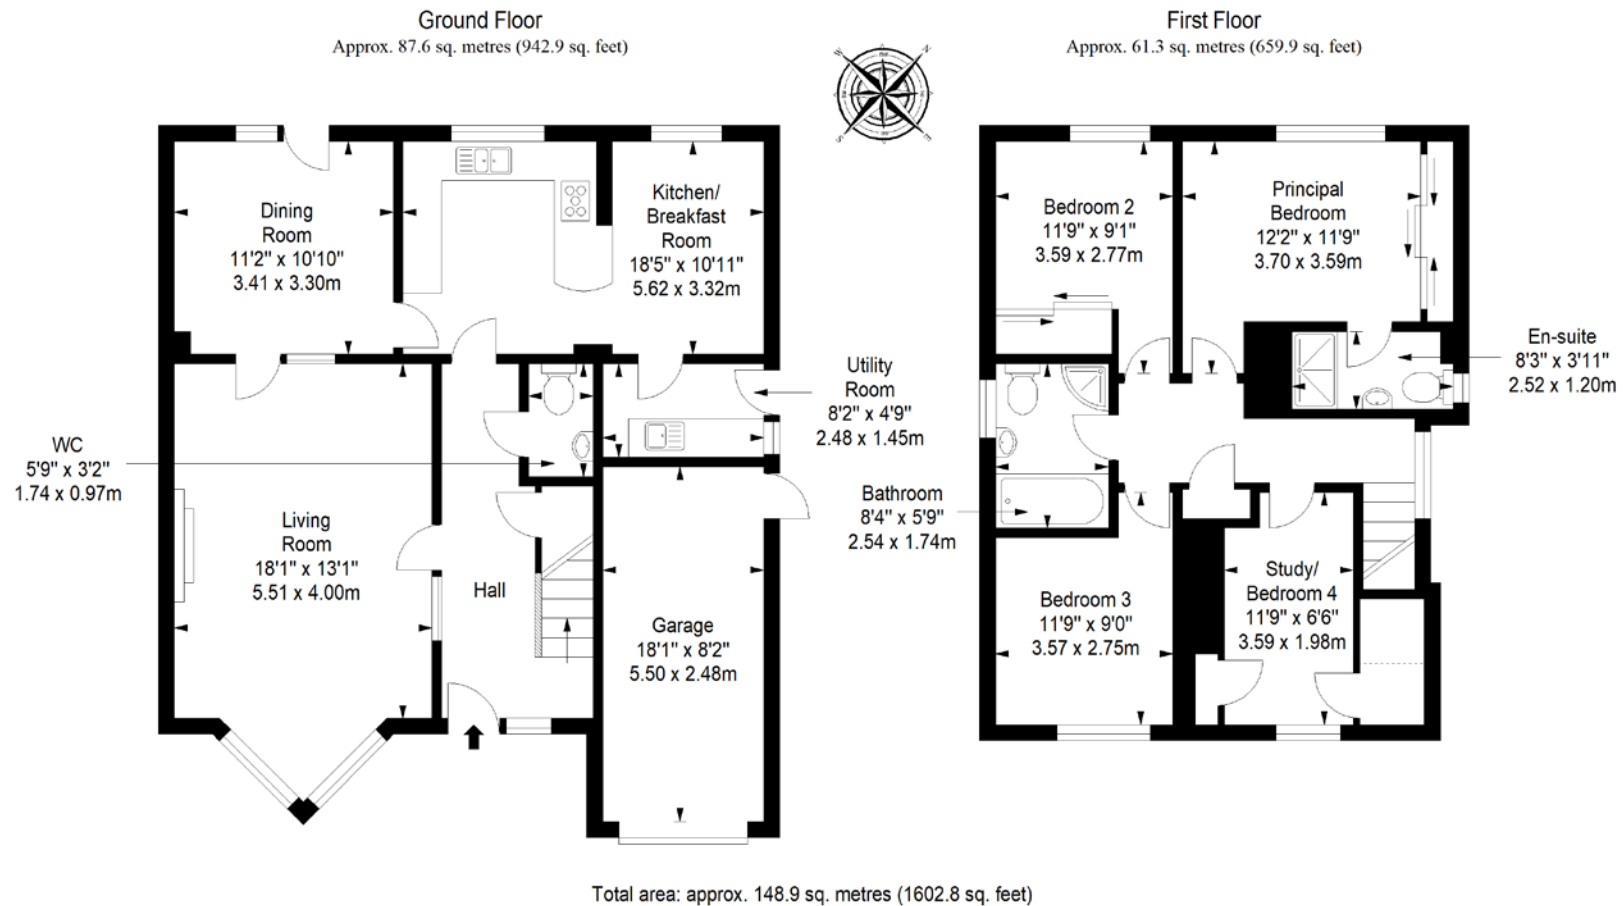 Ground Floor
Approx. 87.6 sq. metres (942.9 sq. feet)
First Floor
Approx. 61.3 sq. metres (659.9 sq. feet)
W
N
S
E
Dining
Room
11'2" x 10'10"
3.41 x 3.30m
Kitchen/
Breakfast
Room
18'5" x 10'11"
5.62 x 3.32m
Utility
Room
8'2" x 4'9"
2.48 x 1.45m
WC
5'9" x 3'2"
1.74 x 0.97m
Living
Room
18'1" x 13'1"
5.51 x 4.00m
Hall
Garage
18'1" x 8'2"
5.50 x 2.48m
Bedroom 2
11'9" x 9'1"
3.59 x 2.77m
Principal
Bedroom
12'2" x 11'9"
3.70 x 3.59m
En-suite
8'3" x 3'11"
2.52 x 1.20m
Bathroom
8'4" x 5'9"
2.54 x 1.74m
Bedroom 3
11'9" x 9'0"
3.57 x 2.75m
Study/
Bedroom 4
11'9" x 6'6"
3.59 x 1.98m
Total area: approx. 148.9 sq. metres (1602.8 sq. feet)